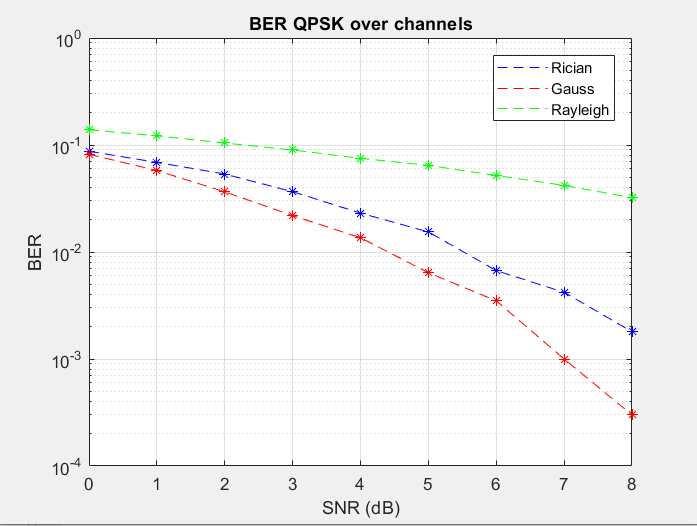 BER QPSK over channels
10^0
Rician
Gauss
Rayleigh
10^-1
BER
10^-2
10^-3
10^-4
0 1 2 3 4 5 6 7 8
SNR (dB)